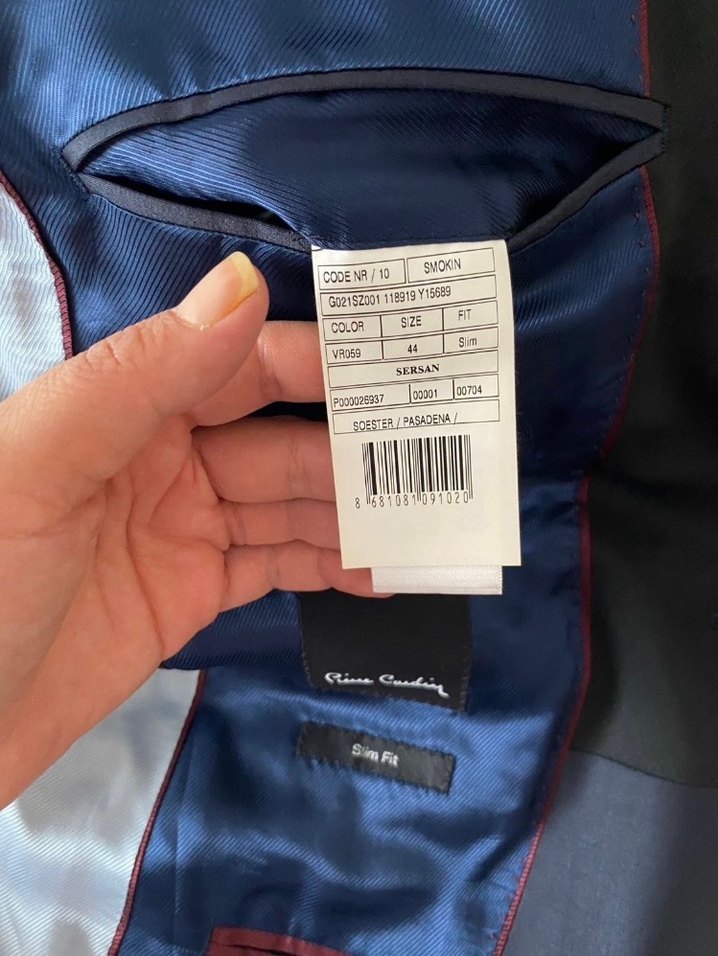 CODE NR / 10 SMOKIN
G021SZ001 118919 Y15689
COLOR SIZE FIT
VR059 44 Slim
SERSAN
P000026937 00001 00704
SOESTER / PASADENA /
8 681081 091020
Pierre Cardin
Slim Fit